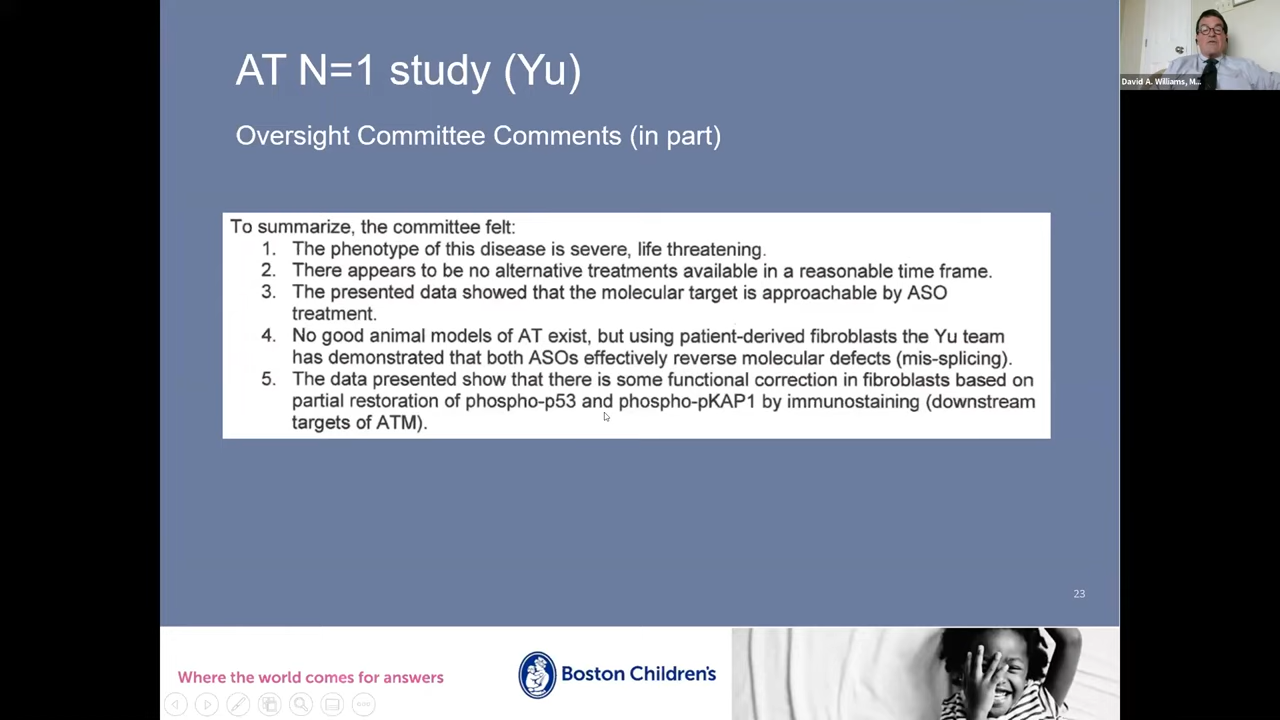 AT N=1 study (Yu)
Oversight Committee Comments (in part)
To summarize, the committee felt:
1. The phenotype of this disease is severe, life threatening.
2. There appears to be no alternative treatments available in a reasonable time frame.
3. The presented data showed that the molecular target is approachable by ASO
treatment.
4. No good animal models of AT exist, but using patient-derived fibroblasts the Yu team
has demonstrated that both ASOs effectively reverse molecular defects (mis-splicing).
5. The data presented show that there is some functional correction in fibroblasts based on
partial restoration of phospho-p53 and phospho-pKAP1 by immunostaining (downstream
targets of ATM).
23
Where the world comes for answers
Boston Children's
David A. Williams, M...